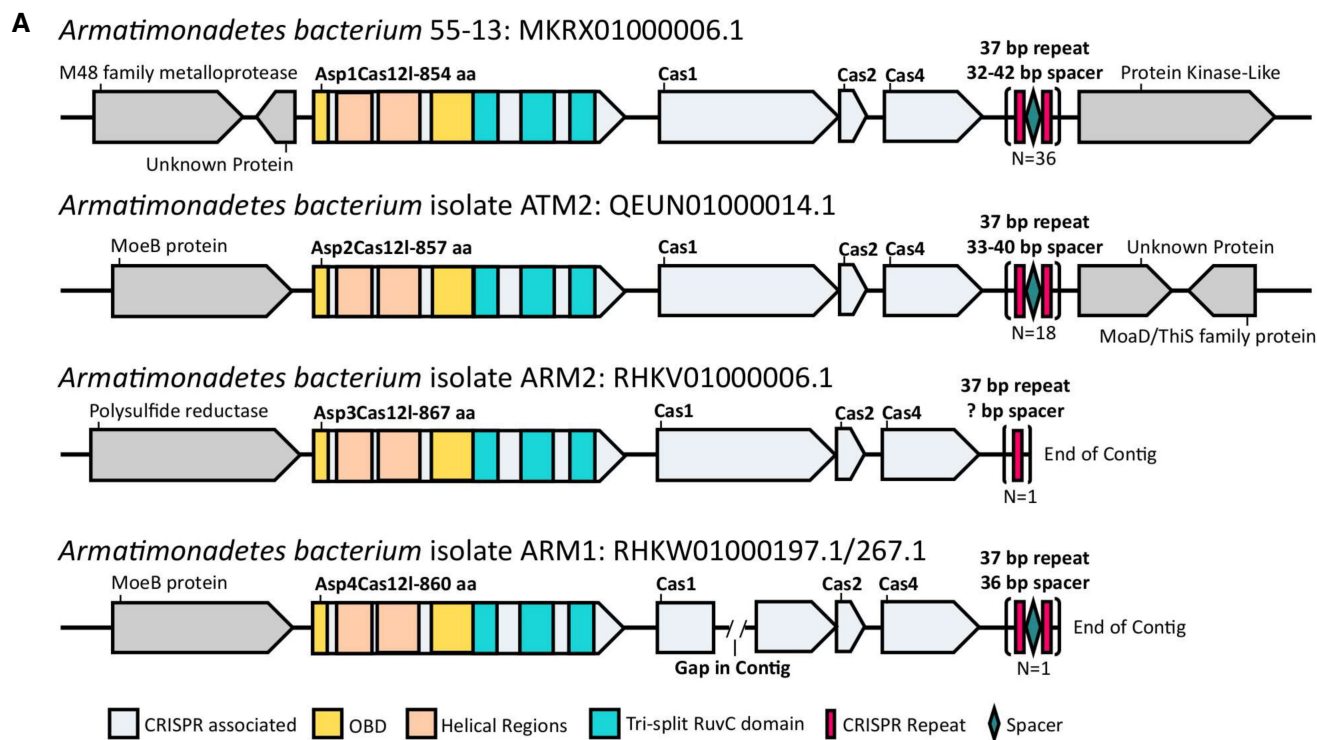 A
Armatimonadetes bacterium 55-13: MKRX01000006.1
37 bp repeat
M48 family metalloprotease Asp1Cas12l-854 aa Cas1 Cas2 Cas4 32-42 bp spacer Protein Kinase-Like
Unknown Protein N=36
Armatimonadetes bacterium isolate ATM2: QEUN01000014.1
37 bp repeat
MoeB protein Asp2Cas12l-857 aa Cas1 Cas2 Cas4 33-40 bp spacer Unknown Protein
N=18 MoaD/ThiS family protein
Armatimonadetes bacterium isolate ARM2: RHKV01000006.1
37 bp repeat
Polysulfide reductase Asp3Cas12l-867 aa Cas1 Cas2 Cas4 ? bp spacer
End of Contig
N=1
Armatimonadetes bacterium isolate ARM1: RHKW01000197.1/267.1
37 bp repeat
MoeB protein Asp4Cas12l-860 aa Cas1 Cas2 Cas4 36 bp spacer
// End of Contig
Gap in Contig N=1
CRISPR associated OBD Helical Regions Tri-split RuvC domain CRISPR Repeat Spacer